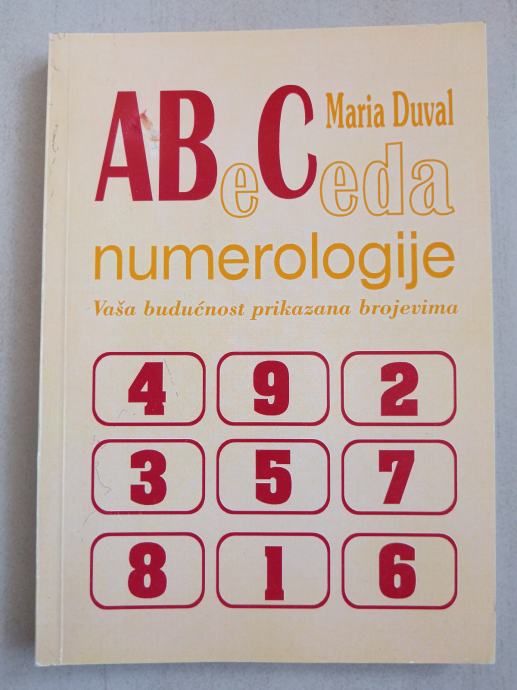 Maria Duval
ABeCeda
numerologije
Vaša budućnost prikazana brojevima
4 9 2
3 5 7
8 1 6